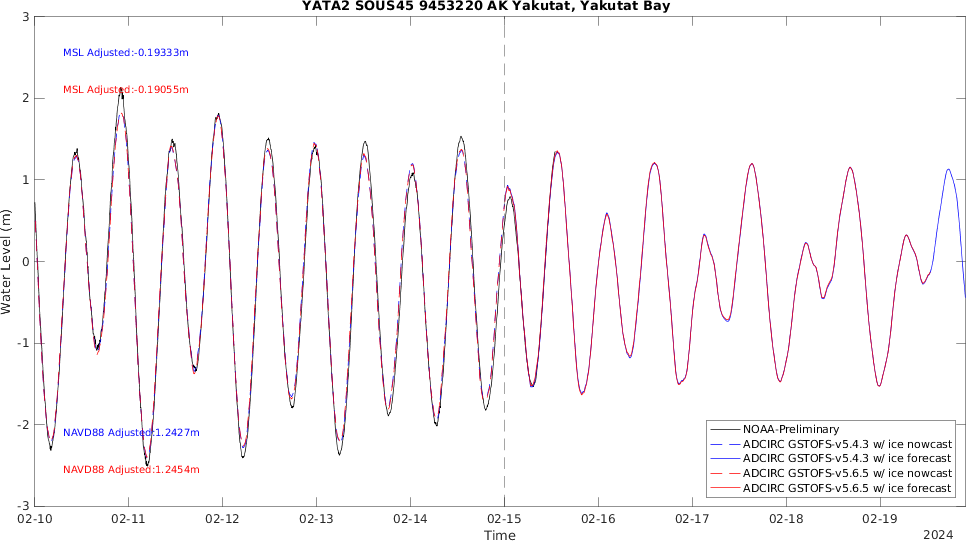 YATA2 SOUS45 9453220 AK Yakutat, Yakutat Bay
MSL Adjusted:-0.19333m
MSL Adjusted:-0.19055m
NAVD88 Adjusted:1.2427m
NAVD88 Adjusted:1.2454m
Water Level (m)
3
2
1
0
-1
-2
-3
NOAA-Preliminary
ADCIRC GSTOFS-v5.4.3 w/ ice nowcast
ADCIRC GSTOFS-v5.4.3 w/ ice forecast
ADCIRC GSTOFS-v5.6.5 w/ ice nowcast
ADCIRC GSTOFS-v5.6.5 w/ ice forecast
02-10 02-11 02-12 02-13 02-14 02-15 02-16 02-17 02-18 02-19
Time
2024